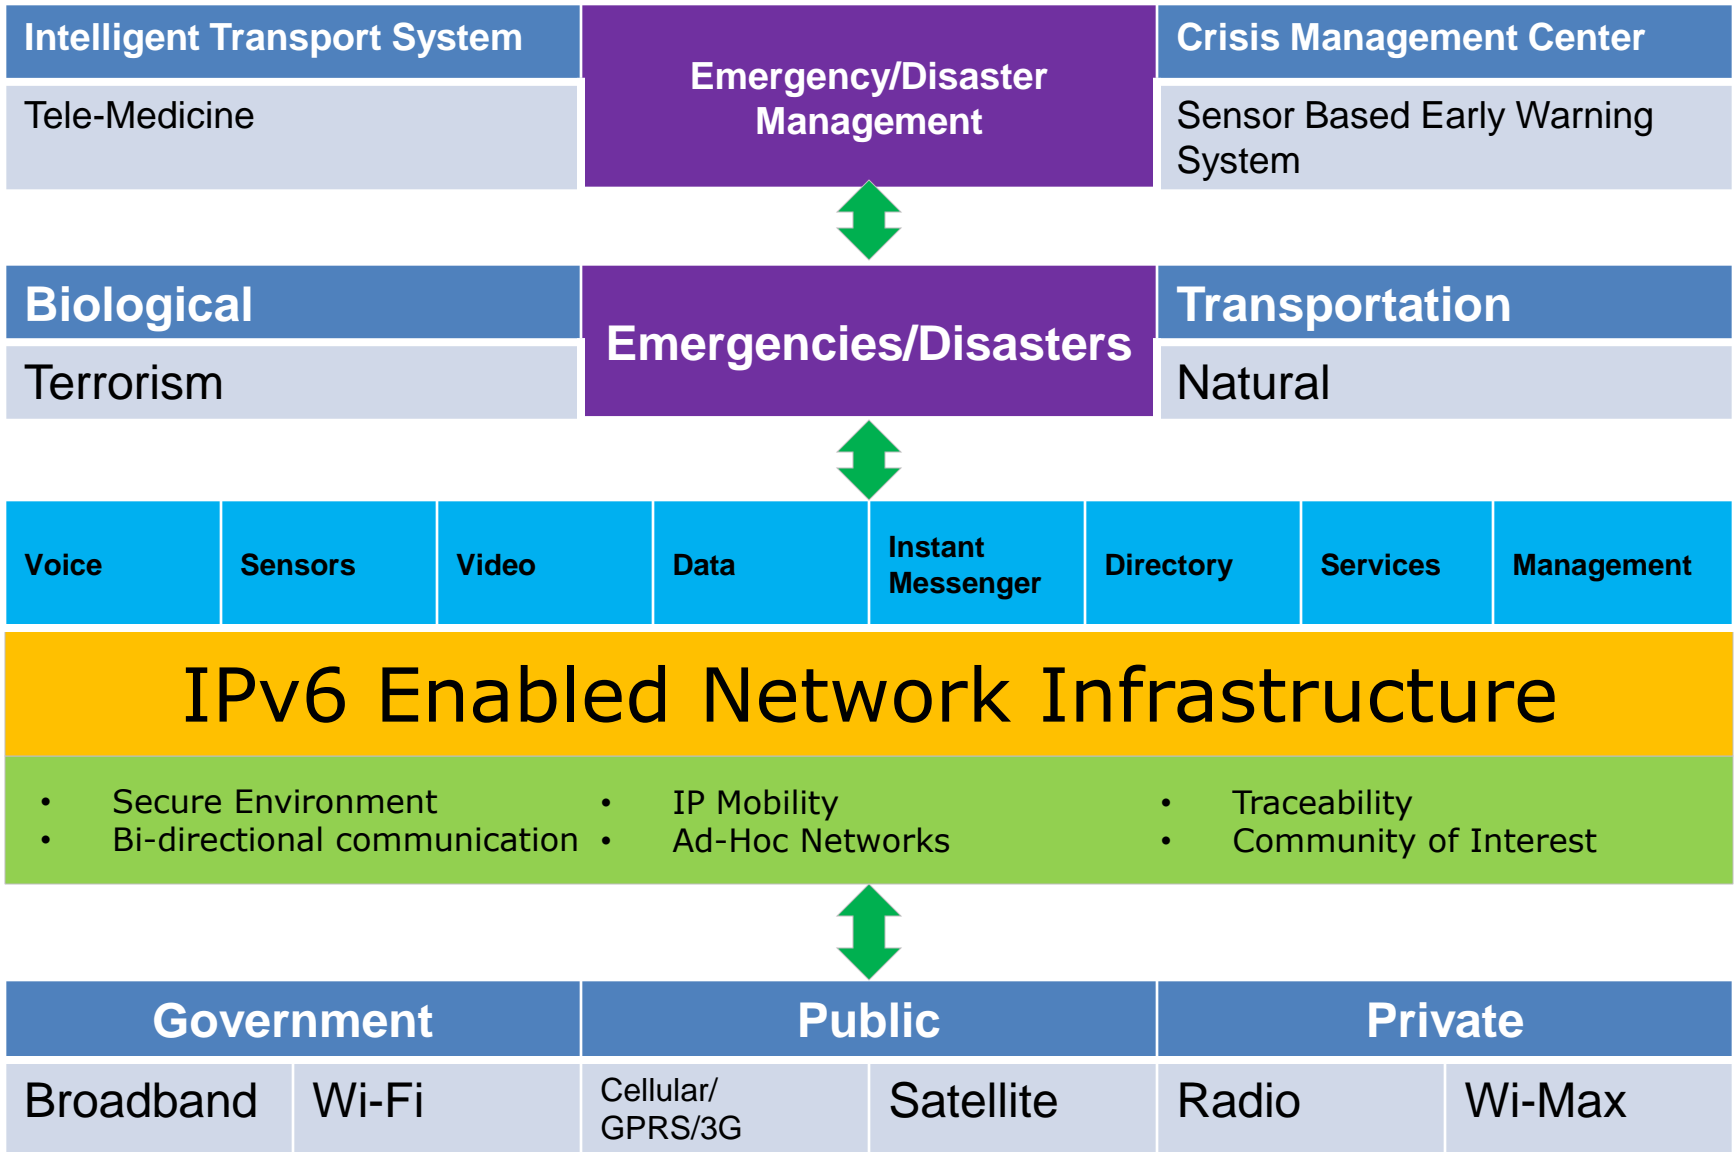 Intelligent Transport System
Emergency/Disaster
Management
Crisis Management Center
Tele-Medicine
Sensor Based Early Warning
System
Biological
Emergencies/Disasters
Transportation
Terrorism
Natural
Voice
Sensors
Video
Data
Instant
Messenger
Directory
Services
Management
IPv6 Enabled Network Infrastructure
• Secure Environment
• Bi-directional communication
• IP Mobility
• Ad-Hoc Networks
• Traceability
• Community of Interest
Government
Public
Private
Broadband
Wi-Fi
Cellular/
GPRS/3G
Satellite
Radio
Wi-Max